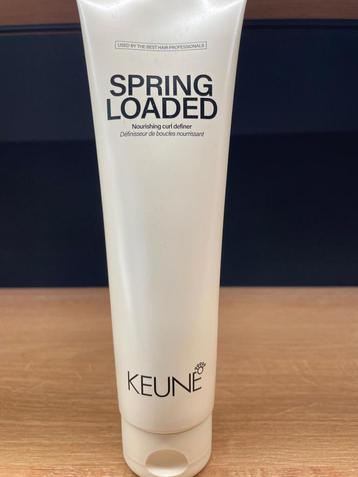 USED BY THE BEST HAIR PROFESSIONALS
SPRING
LOADED
Nourishing curl definer
Définisseur de boucles nourrissant
KEUNE